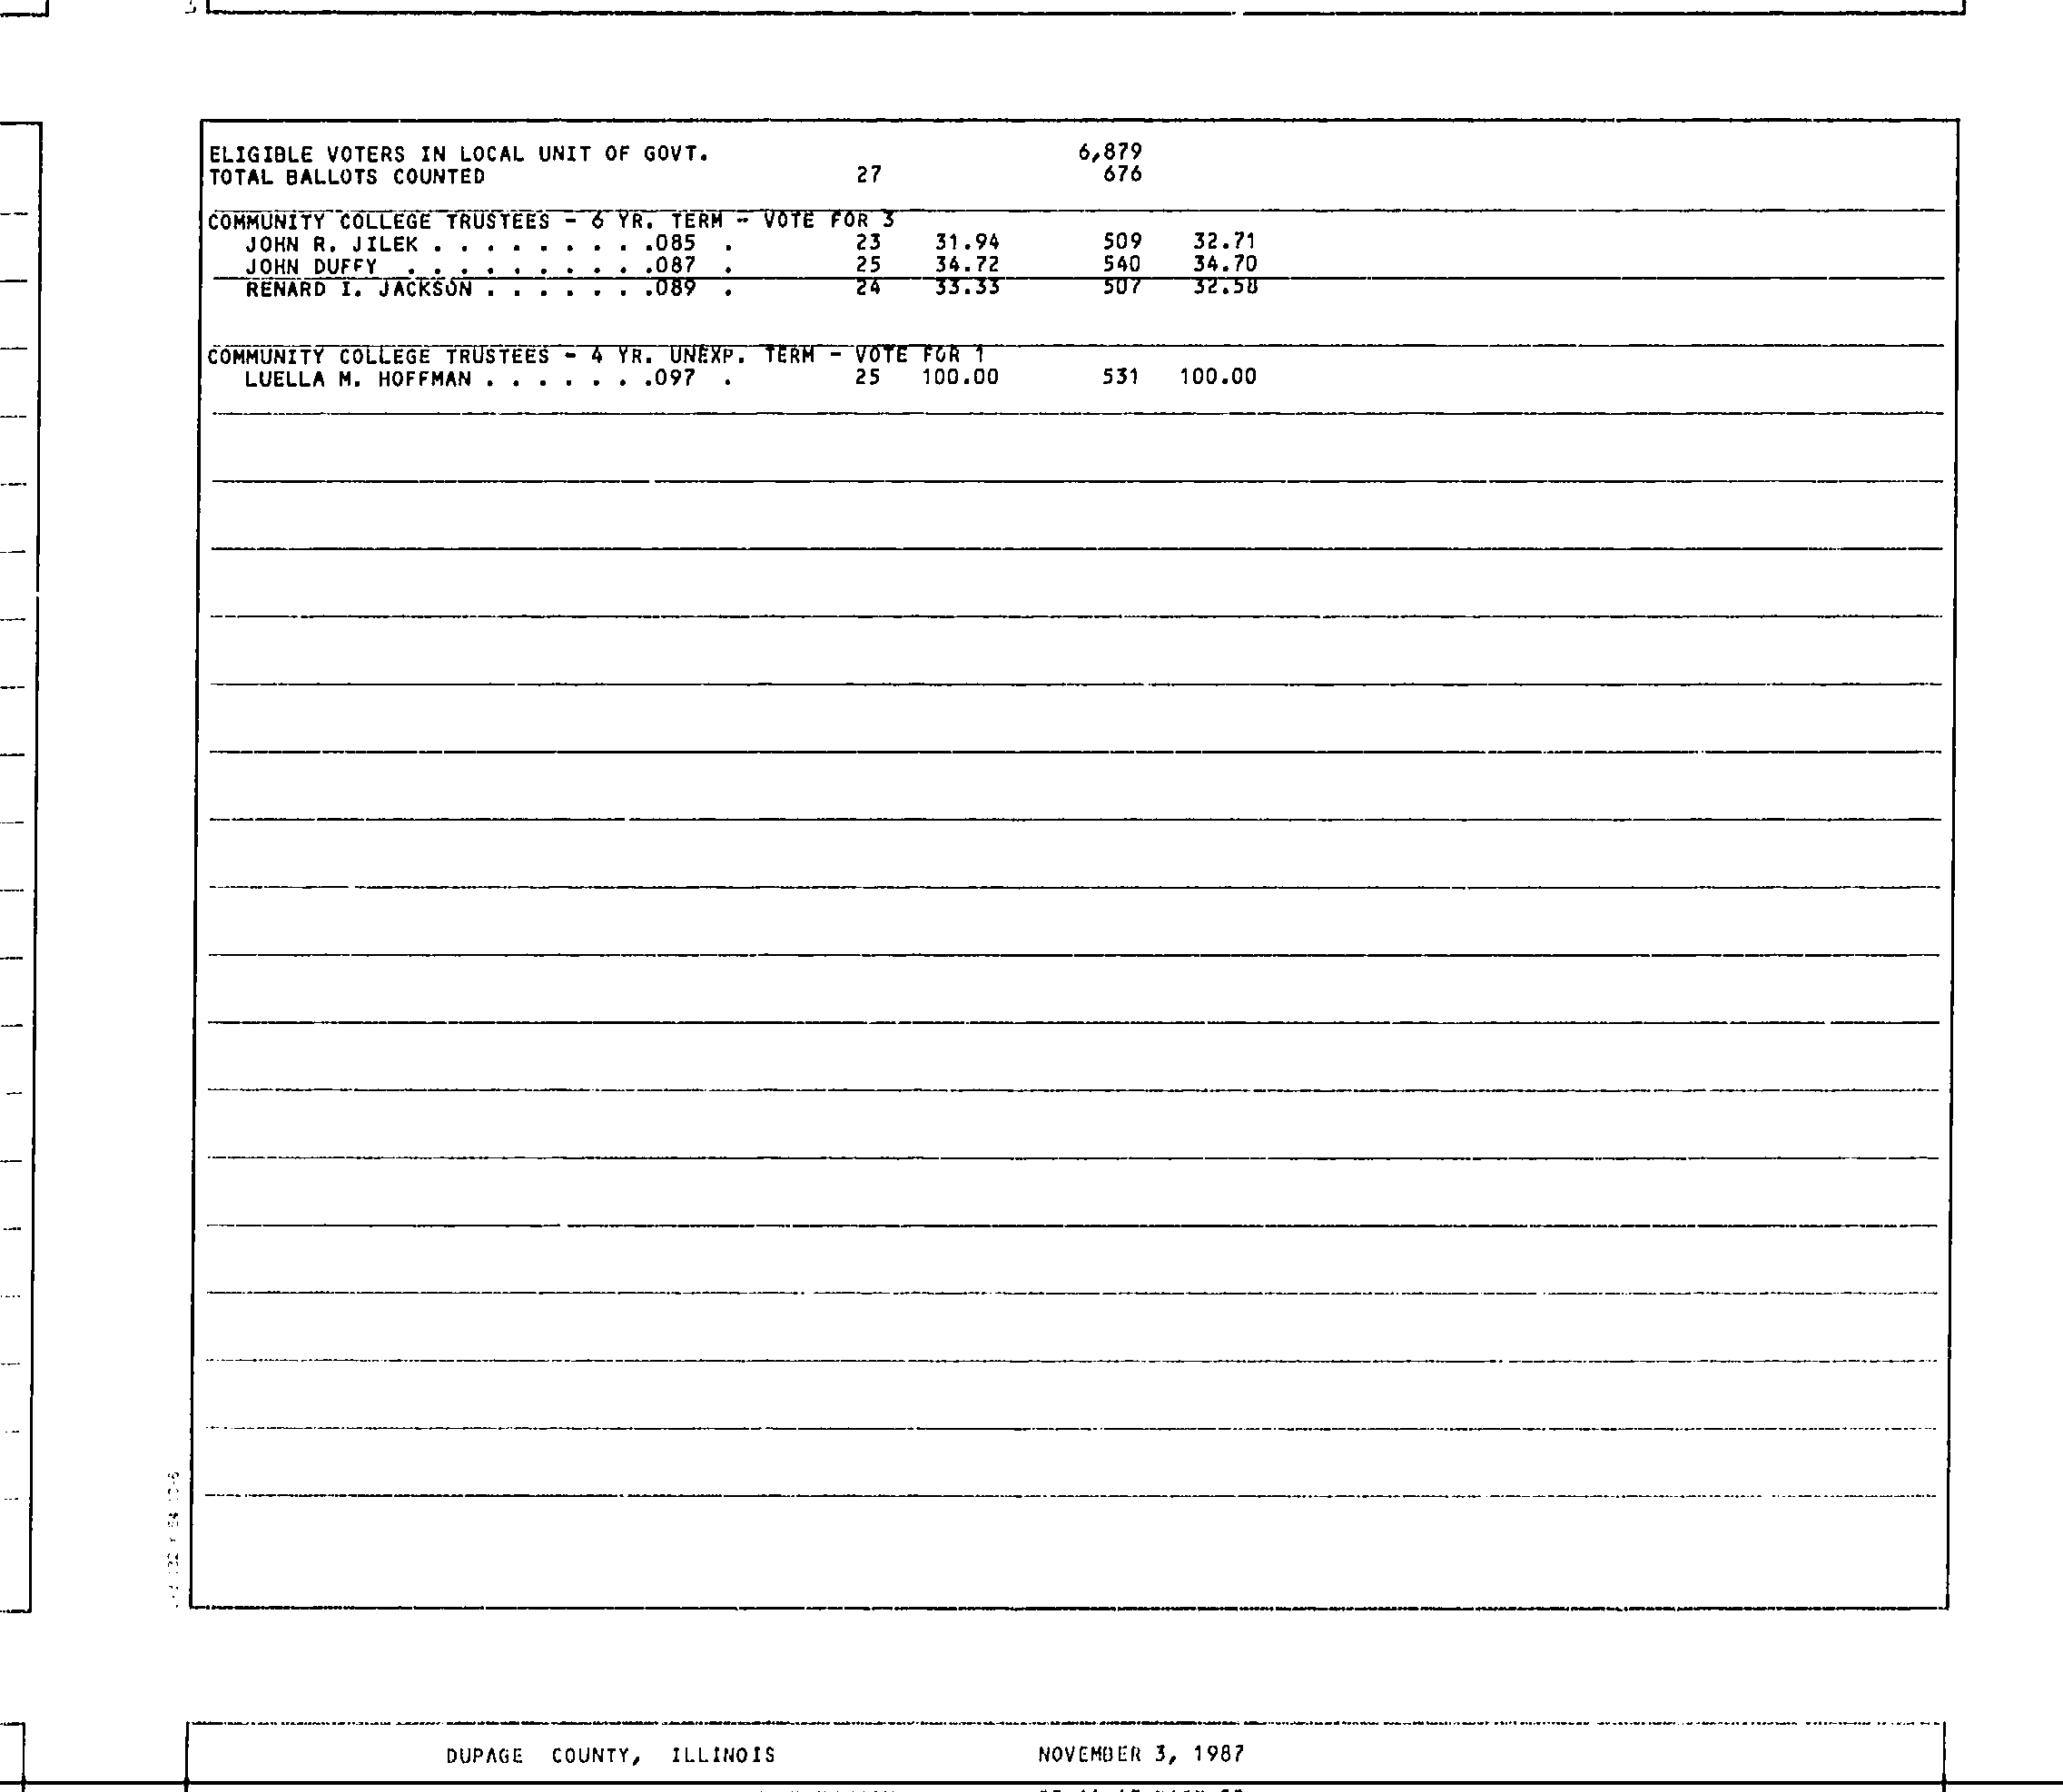 ELIGIBLE VOTERS IN LOCAL UNIT OF GOVT. 6,879
TOTAL BALLOTS COUNTED 27 676
COMMUNITY COLLEGE TRUSTEES - 6 YR. TERM - VOTE FOR 3
JOHN R. JILEK . . . . . . . . .085 . 23 31.94 509 32.71
JOHN DUFFY . . . . . . . . . .087 . 25 34.72 540 34.70
RENARD I. JACKSON . . . . . . .089 . 24 33.33 507 32.58
COMMUNITY COLLEGE TRUSTEES - 4 YR. UNEXP. TERM - VOTE FOR 1
LUELLA M. HOFFMAN . . . . . . .097 . 25 100.00 531 100.00
DUPAGE COUNTY, ILLINOIS NOVEMBER 3, 1987